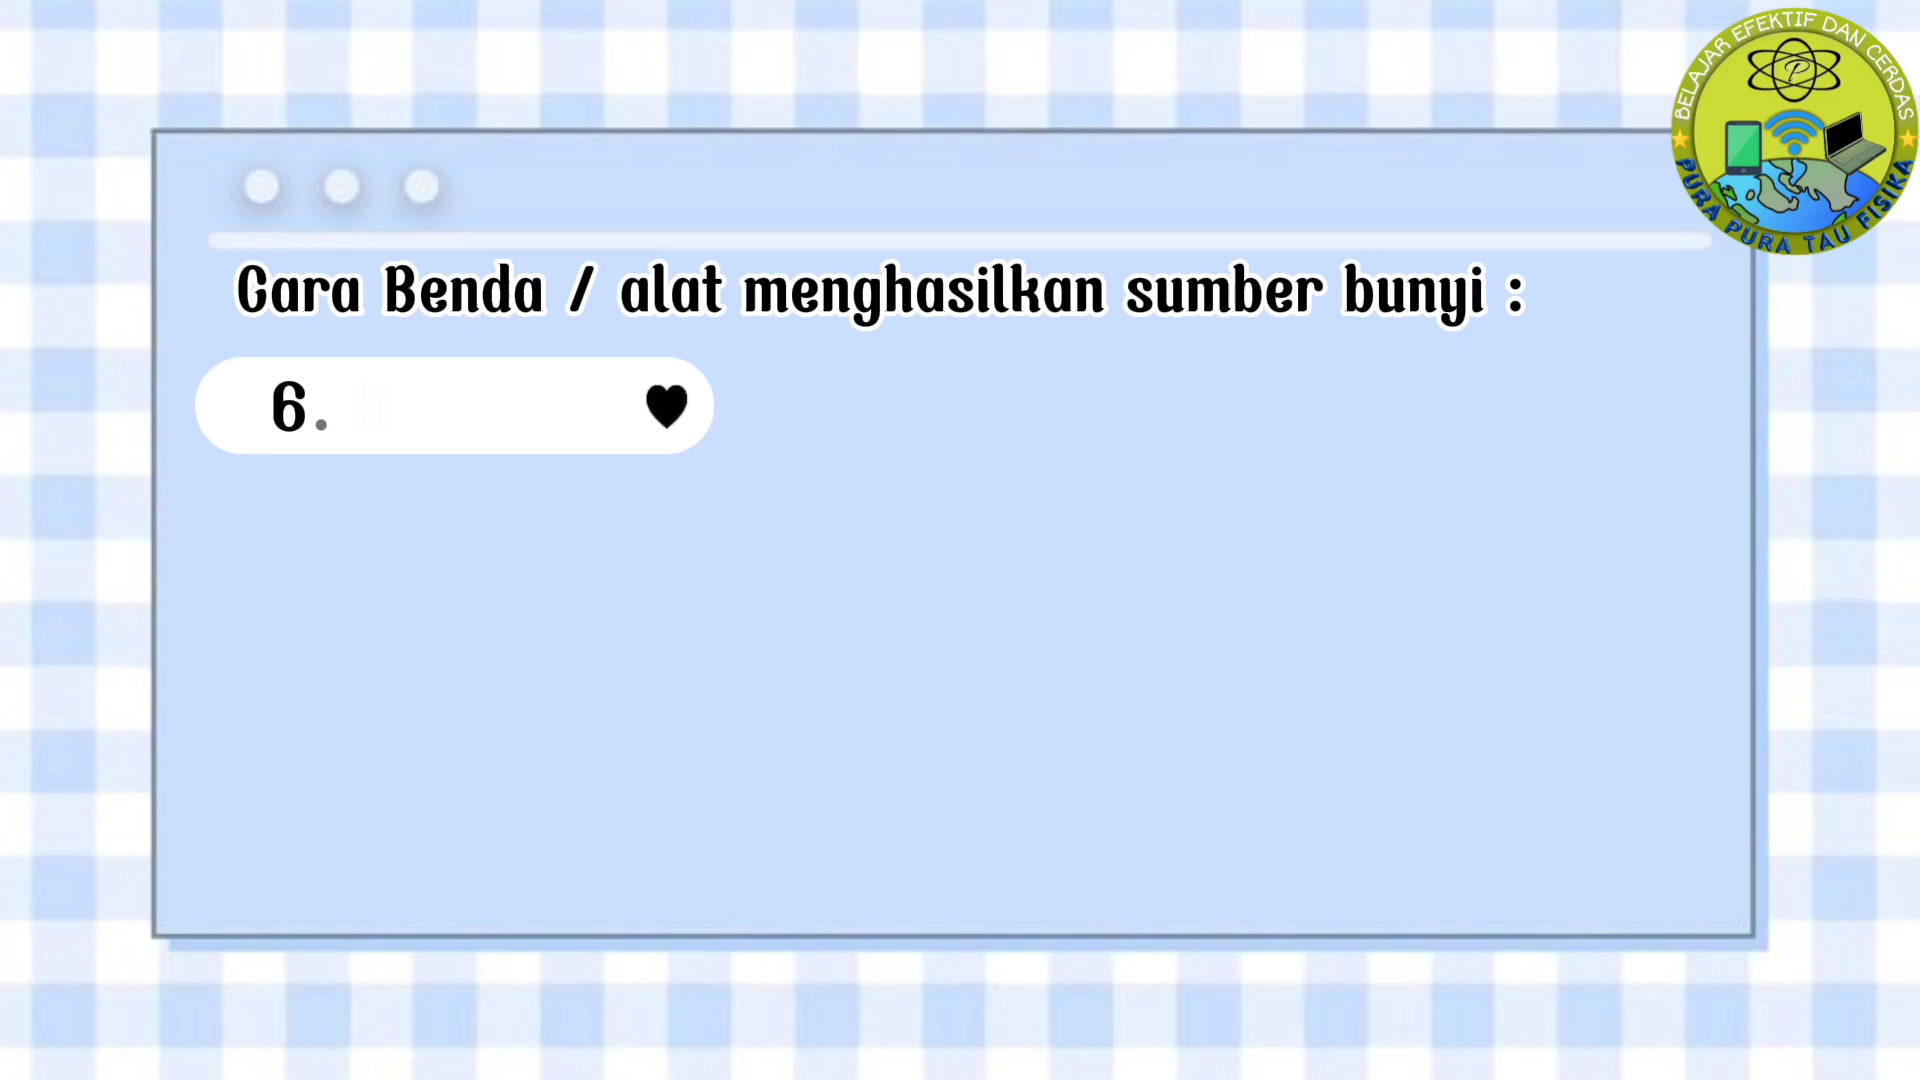 BELAJAR EFEKTIF DAN CERDAS
P
PURA PURA TAU FISIKA
Cara Benda / alat menghasilkan sumber bunyi :
6.